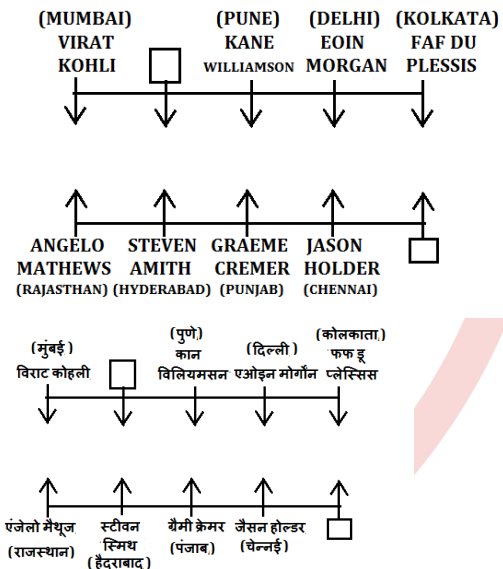 (MUMBAI) (PUNE) (DELHI) (KOLKATA)
VIRAT KANE EOIN FAF DU
KOHLI WILLIAMSON MORGAN PLESSIS
ANGELO STEVEN GRAEME JASON
MATHEWS AMITH CREMER HOLDER
(RAJASTHAN) (HYDERABAD) (PUNJAB) (CHENNAI)
(मुंबई) (पुणे) (दिल्ली) (कोलकाता)
विराट कोहली कान एओइन मोर्गॉन फफ डू
विलियमसन प्लेस्सिस
एंजेलो मैथूज स्टीवन ग्रैमी क्रेमर जैसन होल्डर
(राजस्थान) स्मिथ (पंजाब) (चेन्नई)
(हैदराबाद)